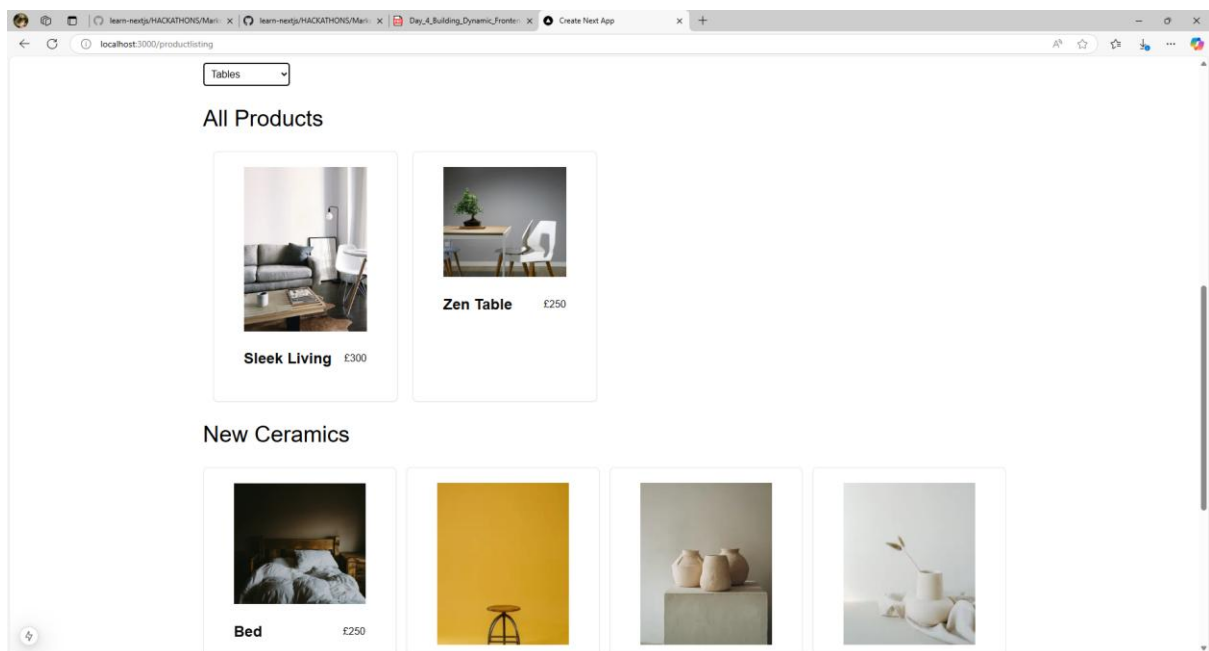 learn-nextjs/HACKATHONS/Mark
learn-nextjs/HACKATHONS/Mark
Day_4_Building_Dynamic_Fronten
Create Next App
localhost:3000/productlisting
Tables
All Products
Zen Table £250
Sleek Living £300
New Ceramics
Bed £250